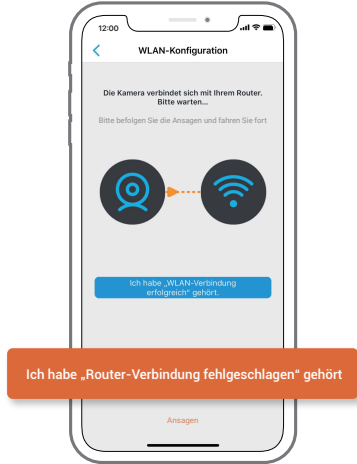 12:00
WLAN-Konfiguration
Die Kamera verbindet sich mit Ihrem Router.
Bitte warten...
Bitte befolgen Sie die Ansagen und fahren Sie fort
Ich habe „WLAN-Verbindung
erfolgreich“ gehört.
Ich habe „Router-Verbindung fehlgeschlagen“ gehört
Ansagen